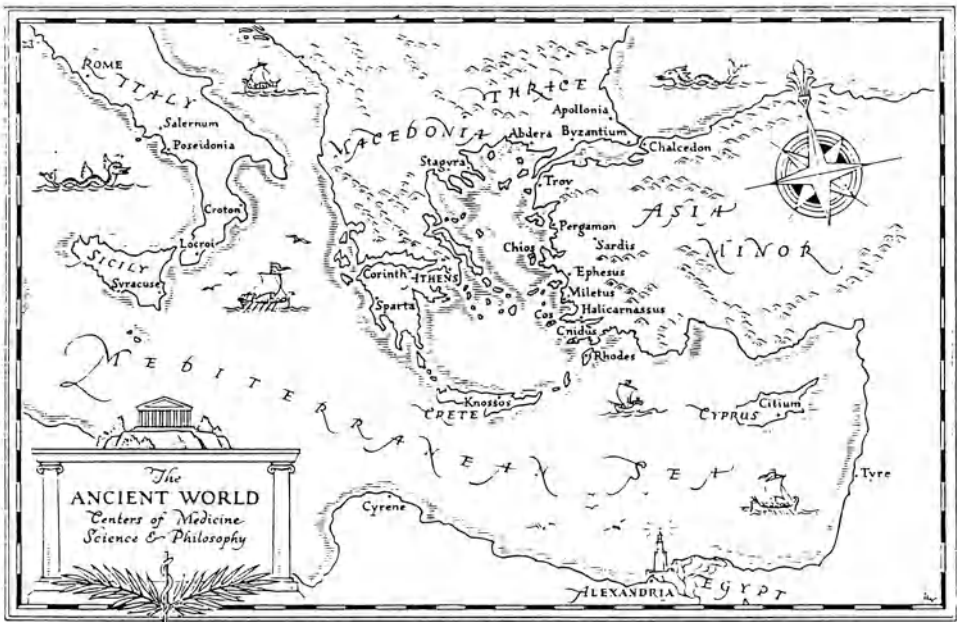 ROME
ITALY
Salernum
Poseidonia
Croton
Locroi
SICILY
Syracuse
THRACE
Apollonia
MACEDONIA
Abdera
Byzantium
Chalcedon
Stagyra
Troy
ASIA
MINOR
Pergamon
Sardis
Chios
Ephesus
Miletus
Halicarnassus
Cos
Cnidus
Rhodes
Corinth
ATHENS
Sparta
Knossos
CRETE
CYPRUS
Citium
Tyre
MEDITERRANEAN SEA
Cyrene
ALEXANDRIA
EGYPT
The
ANCIENT WORLD
Centers of Medicine
Science & Philosophy